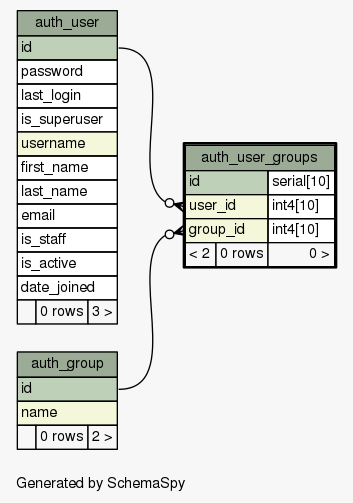 auth_user
id
password
last_login
is_superuser
username
first_name
last_name
email
is_staff
is_active
date_joined
0 rows 3 >
auth_user_groups
id serial[10]
user_id int4[10]
group_id int4[10]
< 2 0 rows 0 >
auth_group
id
name
0 rows 2 >
Generated by SchemaSpy